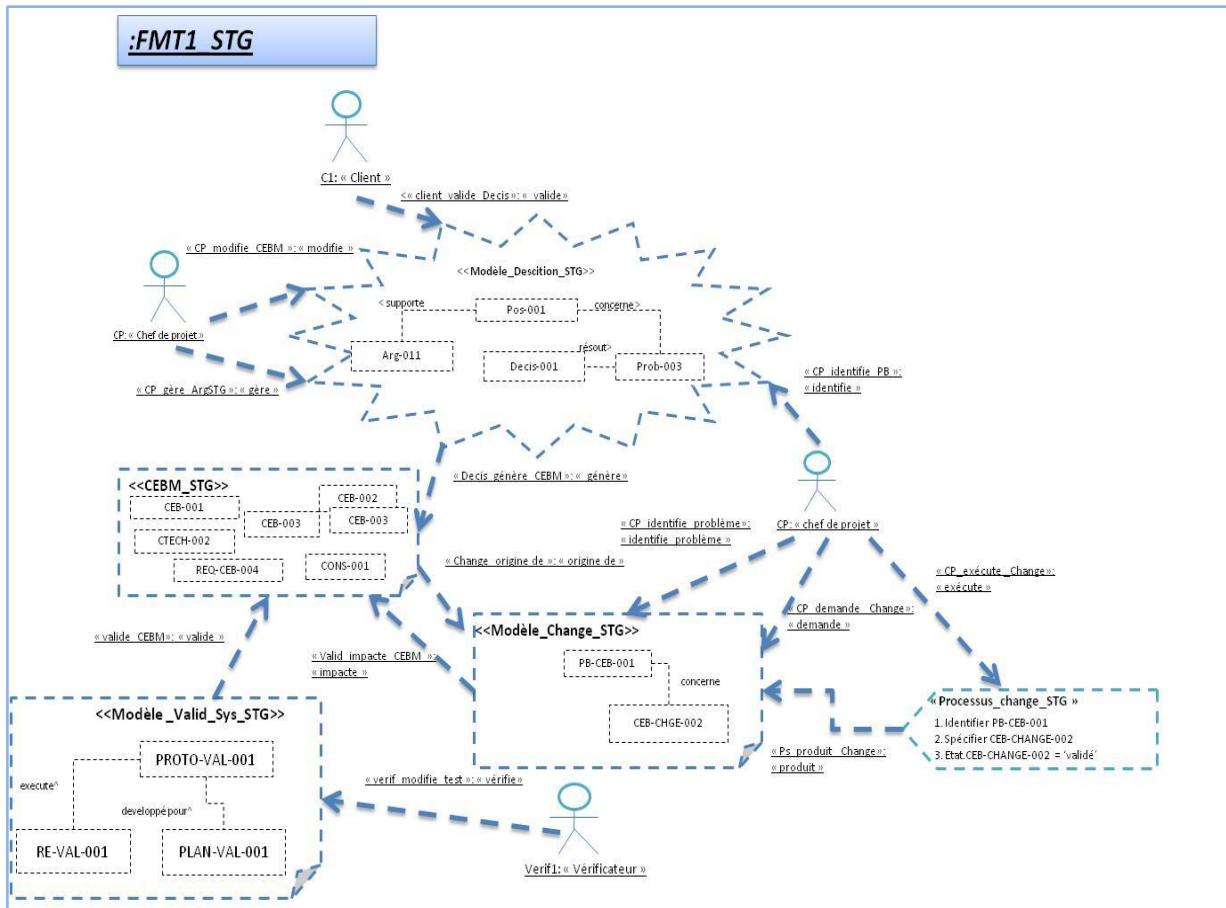 :FMT1_STG
C1: « Client »
<« client_valide_Decis»: « valide»
« CP_modifie_CEBM »: « modifie »
<<Modèle_Descition_STG>>
< supporte
Pos-001
concerne >
CP: « Chef de projet »
Arg-011
résout>
Decis-001
Prob-003
« CP_gère_ArgSTG »: « gère »
« CP_identifie_PB »:
« identifie »
« Decis_génère_CEBM »: « génère»
<<CEBM_STG>>
CEB-001
CEB-002
CEB-003
CEB-003
CTECH-002
REQ-CEB-004
CONS-001
« CP_identifie_problème»:
« identifie_problème »
CP: « chef de projet »
« Change_origine de »: « origine de »
« CP_exécute_Change»:
« exécute »
« CP_demande_Change»:
« demande »
<<Modèle_Change_STG>>
« valide_CEBM»: « valide »
« Valid_impacte_CEBM »:
« impacte »
PB-CEB-001
concerne
CEB-CHGE-002
<<Modèle _Valid_Sys_STG>>
« Processus_change_STG »
1. Identifier PB-CEB-001
2. Spécifier CEB-CHANGE-002
3. Etat.CEB-CHANGE-002 = ‘validé’
PROTO-VAL-001
« Ps_produit_Change»:
« produit »
« verif_modifie_test »: « vérifie»
execute^
developpé pour^
RE-VAL-001
PLAN-VAL-001
Verif1: « Vérificateur »